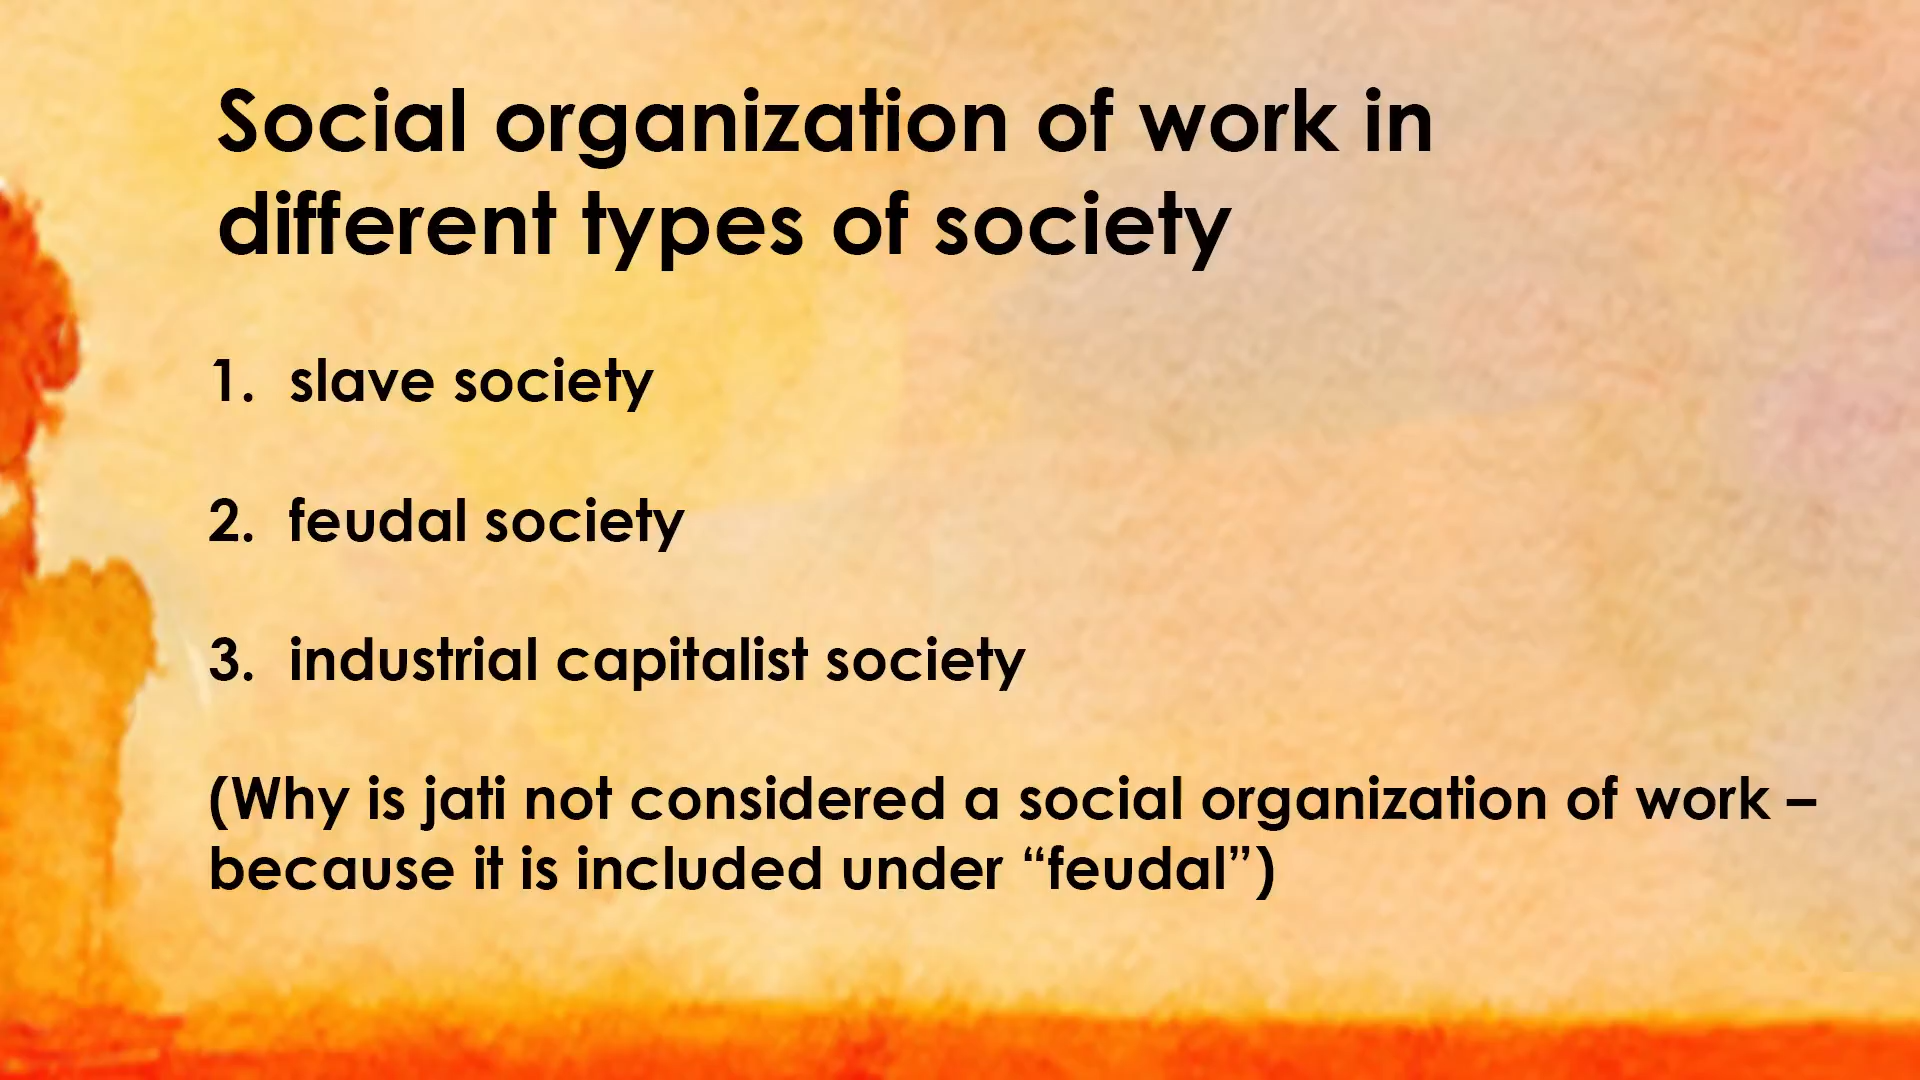 Social organization of work in
different types of society
1. slave society
2. feudal society
3. industrial capitalist society
(Why is jati not considered a social organization of work –
because it is included under “feudal”)